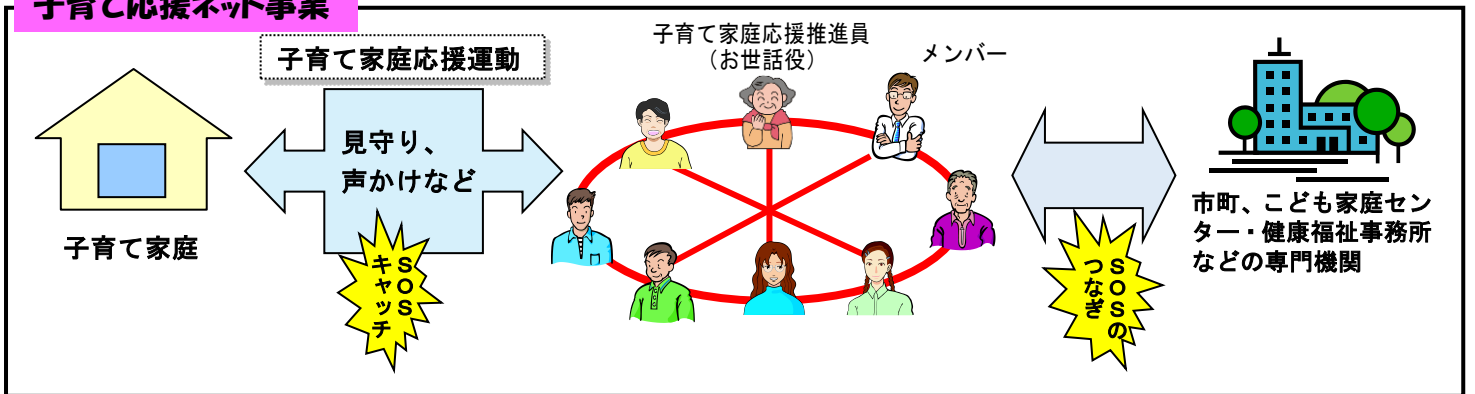 子育て応援ネット事業
子育て家庭応援運動
子育て家庭応援推進員
（お世話役）
メンバー
見守り、
声かけなど
SOS
キャッチ
子育て家庭
SOSの
つなぎ
市町、こども家庭セン
ター・健康福祉事務所
などの専門機関